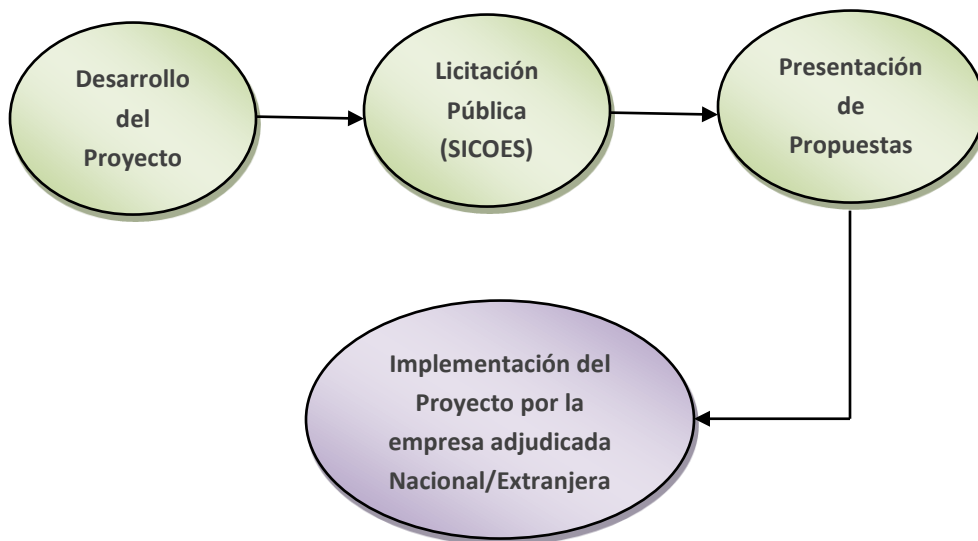 Desarrollo
del
Proyecto
Licitación
Pública
(SICOES)
Presentación
de
Propuestas
Implementación del
Proyecto por la
empresa adjudicada
Nacional/Extranjera